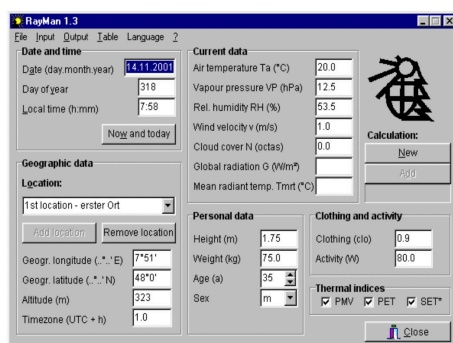 RayMan 1.3
File Input Output Table Language ?
Date and time
Date (day.month.year) 14.11.2001
Day of year 318
Local time (h:mm) 7:58
Now and today
Geographic data
Location:
1st location - erster Ort
Add location Remove location
Geogr. longitude (..°..' E) 7°51'
Geogr. latitude (..°..' N) 48°0'
Altitude (m) 323
Timezone (UTC + h) 1.0
Current data
Air temperature Ta (°C) 20.0
Vapour pressure VP (hPa) 12.5
Rel. humidity RH (%) 53.5
Wind velocity v (m/s) 1.0
Cloud cover N (octas) 0.0
Global radiation G (W/m²)
Mean radiant temp. Tmrt (°C)
Calculation:
New
Add
Personal data
Height (m) 1.75
Weight (kg) 75.0
Age (a) 35
Sex m
Clothing and activity
Clothing (clo) 0.9
Activity (W) 80.0
Thermal indices
PMV PET SET*
Close